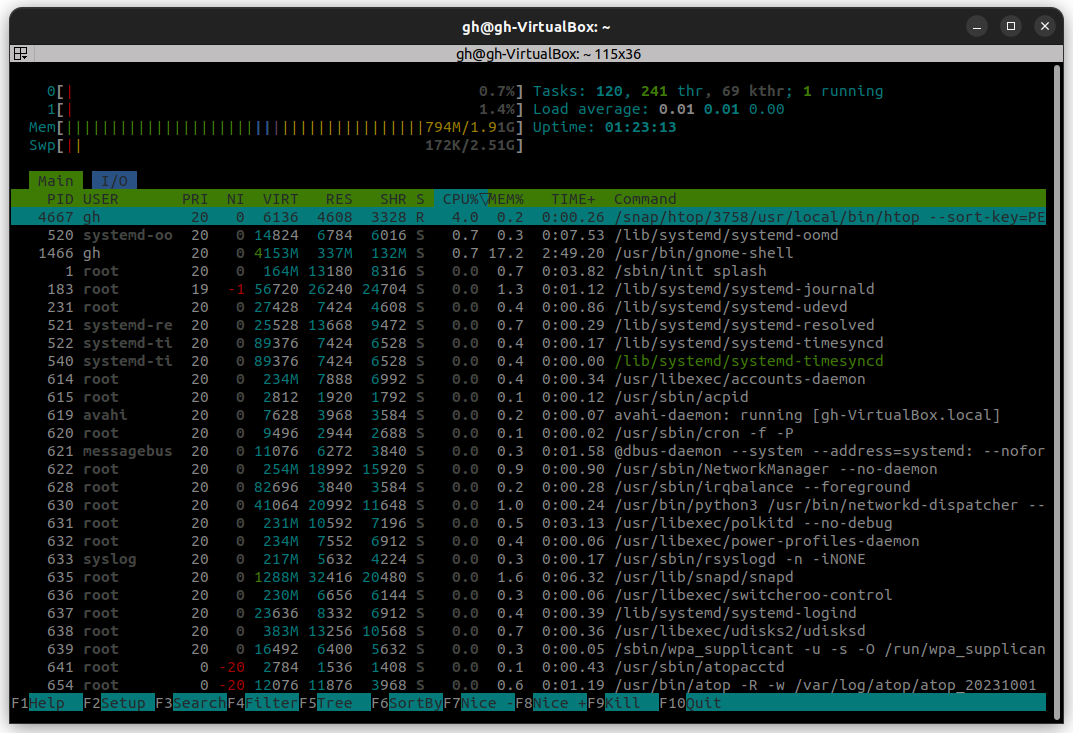 gh@gh-VirtualBox: ~
gh@gh-VirtualBox: ~ 115x36
0[| 0.7%] Tasks: 120, 241 thr, 69 kthr; 1 running
1[| 1.4%] Load average: 0.01 0.01 0.00
Mem[||||||||||||||||||||||||||||||||||||||||794M/1.91G] Uptime: 01:23:13
Swp[|| 172K/2.51G]
Main I/O
PID USER PRI NI VIRT RES SHR S CPU%▽MEM% TIME+ Command
4667 gh 20 0 6136 4608 3328 R 4.0 0.2 0:00.26 /snap/htop/3758/usr/local/bin/htop --sort-key=PE
520 systemd-oo 20 0 14824 6784 6016 S 0.7 0.3 0:07.53 /lib/systemd/systemd-oomd
1466 gh 20 0 4153M 337M 132M S 0.7 17.2 2:49.20 /usr/bin/gnome-shell
1 root 20 0 164M 13180 8316 S 0.0 0.7 0:03.82 /sbin/init splash
183 root 19 -1 56720 26240 24704 S 0.0 1.3 0:01.12 /lib/systemd/systemd-journald
231 root 20 0 27428 7424 4608 S 0.0 0.4 0:00.86 /lib/systemd/systemd-udevd
521 systemd-re 20 0 25528 13668 9472 S 0.0 0.7 0:00.29 /lib/systemd/systemd-resolved
522 systemd-ti 20 0 89376 7424 6528 S 0.0 0.4 0:00.17 /lib/systemd/systemd-timesyncd
540 systemd-ti 20 0 89376 7424 6528 S 0.0 0.4 0:00.00 /lib/systemd/systemd-timesyncd
614 root 20 0 234M 7888 6992 S 0.0 0.4 0:00.34 /usr/libexec/accounts-daemon
615 root 20 0 2812 1920 1792 S 0.0 0.1 0:00.12 /usr/sbin/acpid
619 avahi 20 0 7628 3968 3584 S 0.0 0.2 0:00.07 avahi-daemon: running [gh-VirtualBox.local]
620 root 20 0 9496 2944 2688 S 0.0 0.1 0:00.02 /usr/sbin/cron -f -P
621 messagebus 20 0 11076 6272 3840 S 0.0 0.3 0:01.58 @dbus-daemon --system --address=systemd: --nofor
622 root 20 0 254M 18992 15920 S 0.0 0.9 0:00.90 /usr/sbin/NetworkManager --no-daemon
628 root 20 0 82696 3840 3584 S 0.0 0.2 0:00.28 /usr/sbin/irqbalance --foreground
630 root 20 0 41064 20992 11648 S 0.0 1.0 0:00.24 /usr/bin/python3 /usr/bin/networkd-dispatcher --
631 root 20 0 231M 10592 7196 S 0.0 0.5 0:03.13 /usr/libexec/polkitd --no-debug
632 root 20 0 234M 7552 6912 S 0.0 0.4 0:00.06 /usr/libexec/power-profiles-daemon
633 syslog 20 0 217M 5632 4224 S 0.0 0.3 0:00.17 /usr/sbin/rsyslogd -n -iNONE
635 root 20 0 1288M 32416 20480 S 0.0 1.6 0:06.32 /usr/lib/snapd/snapd
636 root 20 0 230M 6656 6144 S 0.0 0.3 0:00.06 /usr/libexec/switcheroo-control
637 root 20 0 23636 8332 6912 S 0.0 0.4 0:00.39 /lib/systemd/systemd-logind
638 root 20 0 383M 13256 10568 S 0.0 0.7 0:00.36 /usr/libexec/udisks2/udisksd
639 root 20 0 16492 6400 5632 S 0.0 0.3 0:00.05 /sbin/wpa_supplicant -u -s -O /run/wpa_supplican
641 root 0 -20 2784 1536 1408 S 0.0 0.1 0:00.43 /usr/sbin/atopacctd
654 root 0 -20 12076 11876 3968 S 0.0 0.6 0:01.19 /usr/bin/atop -R -w /var/log/atop/atop_20231001
F1Help F2Setup F3SearchF4FilterF5Tree F6SortByF7Nice -F8Nice +F9Kill F10Quit